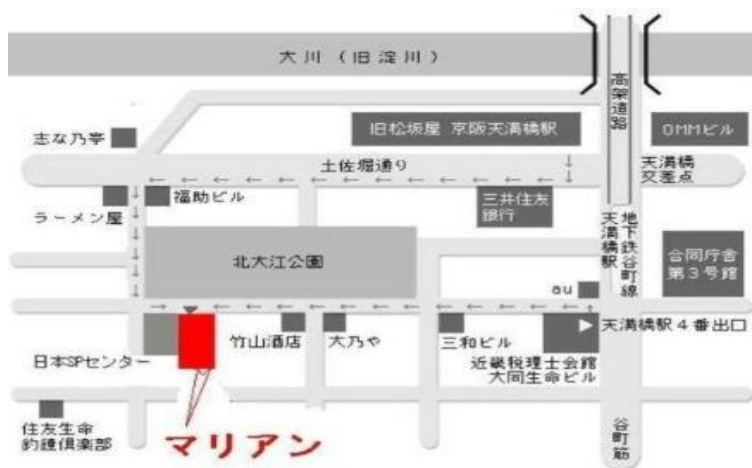 大川(旧淀川)
高架道路
志な乃亭
旧松坂屋 京阪天満橋駅
OMMビル
土佐堀通り
天満橋
交差点
ラーメン屋
福助ビル
三井住友
銀行
地下鉄谷町線
天満橋駅
北大江公園
合同庁舎
第3号館
au
天満橋駅4番出口
日本SPセンター
竹山酒店
大乃や
三和ビル
近畿税理士会館
大同生命ビル
住友生命
釣鐘倶楽部
マリアン
谷町筋